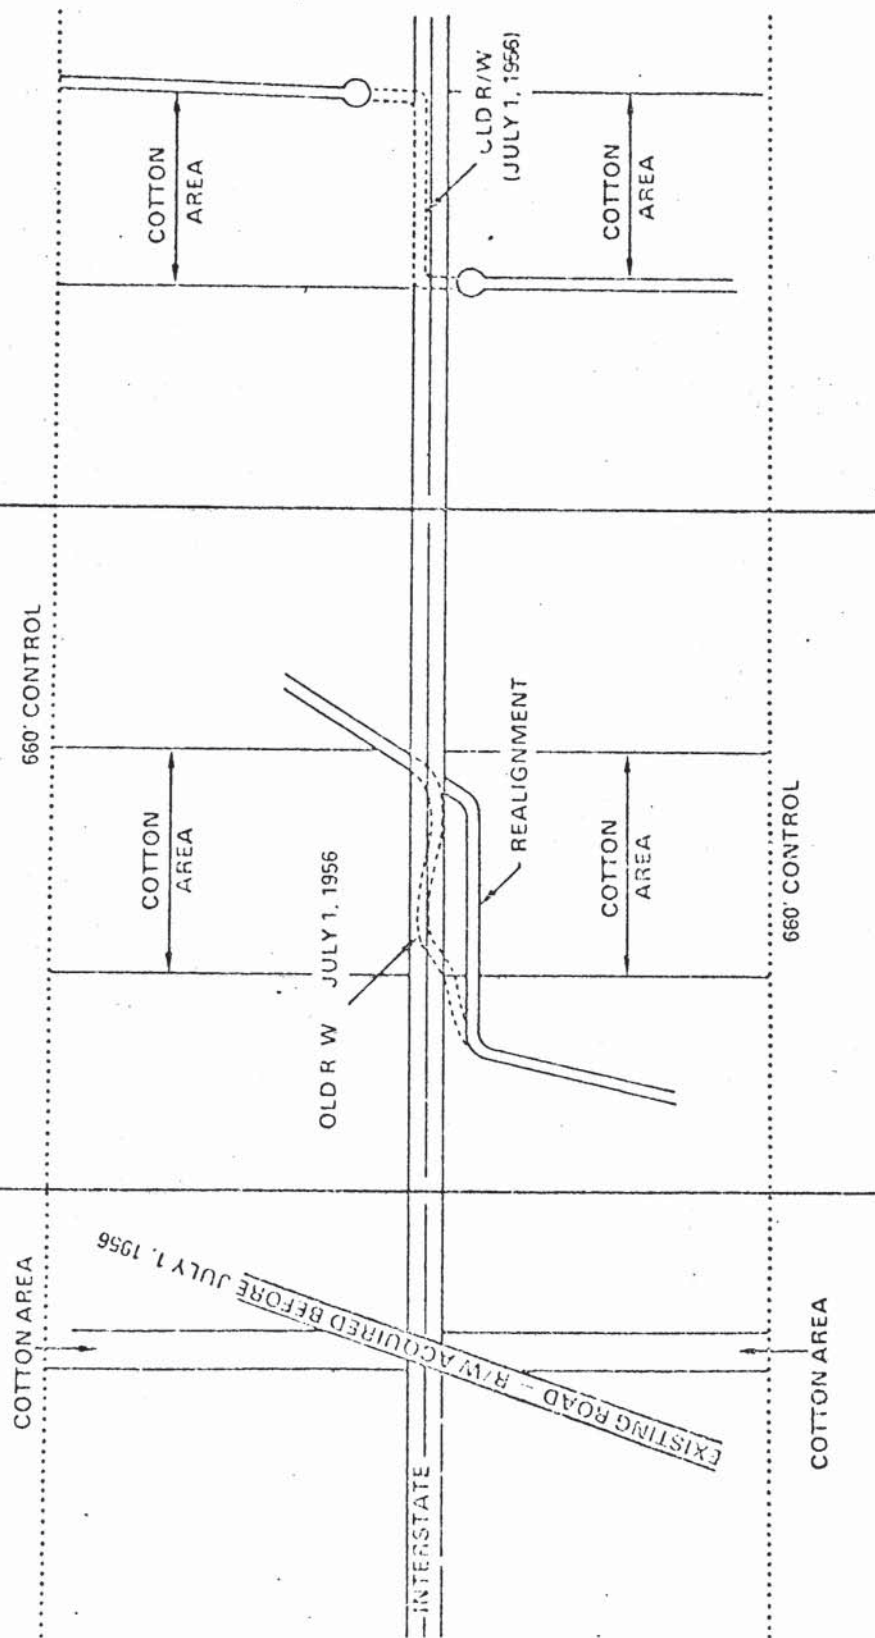 COTTON AREA
EXISTING ROAD – R/W ACQUIRED BEFORE JULY 1, 1956
INTERSTATE
COTTON AREA
660' CONTROL
COTTON
AREA
OLD R W JULY 1, 1956
REALIGNMENT
COTTON
AREA
660' CONTROL
COTTON
AREA
OLD R/W
(JULY 1, 1956)
COTTON
AREA